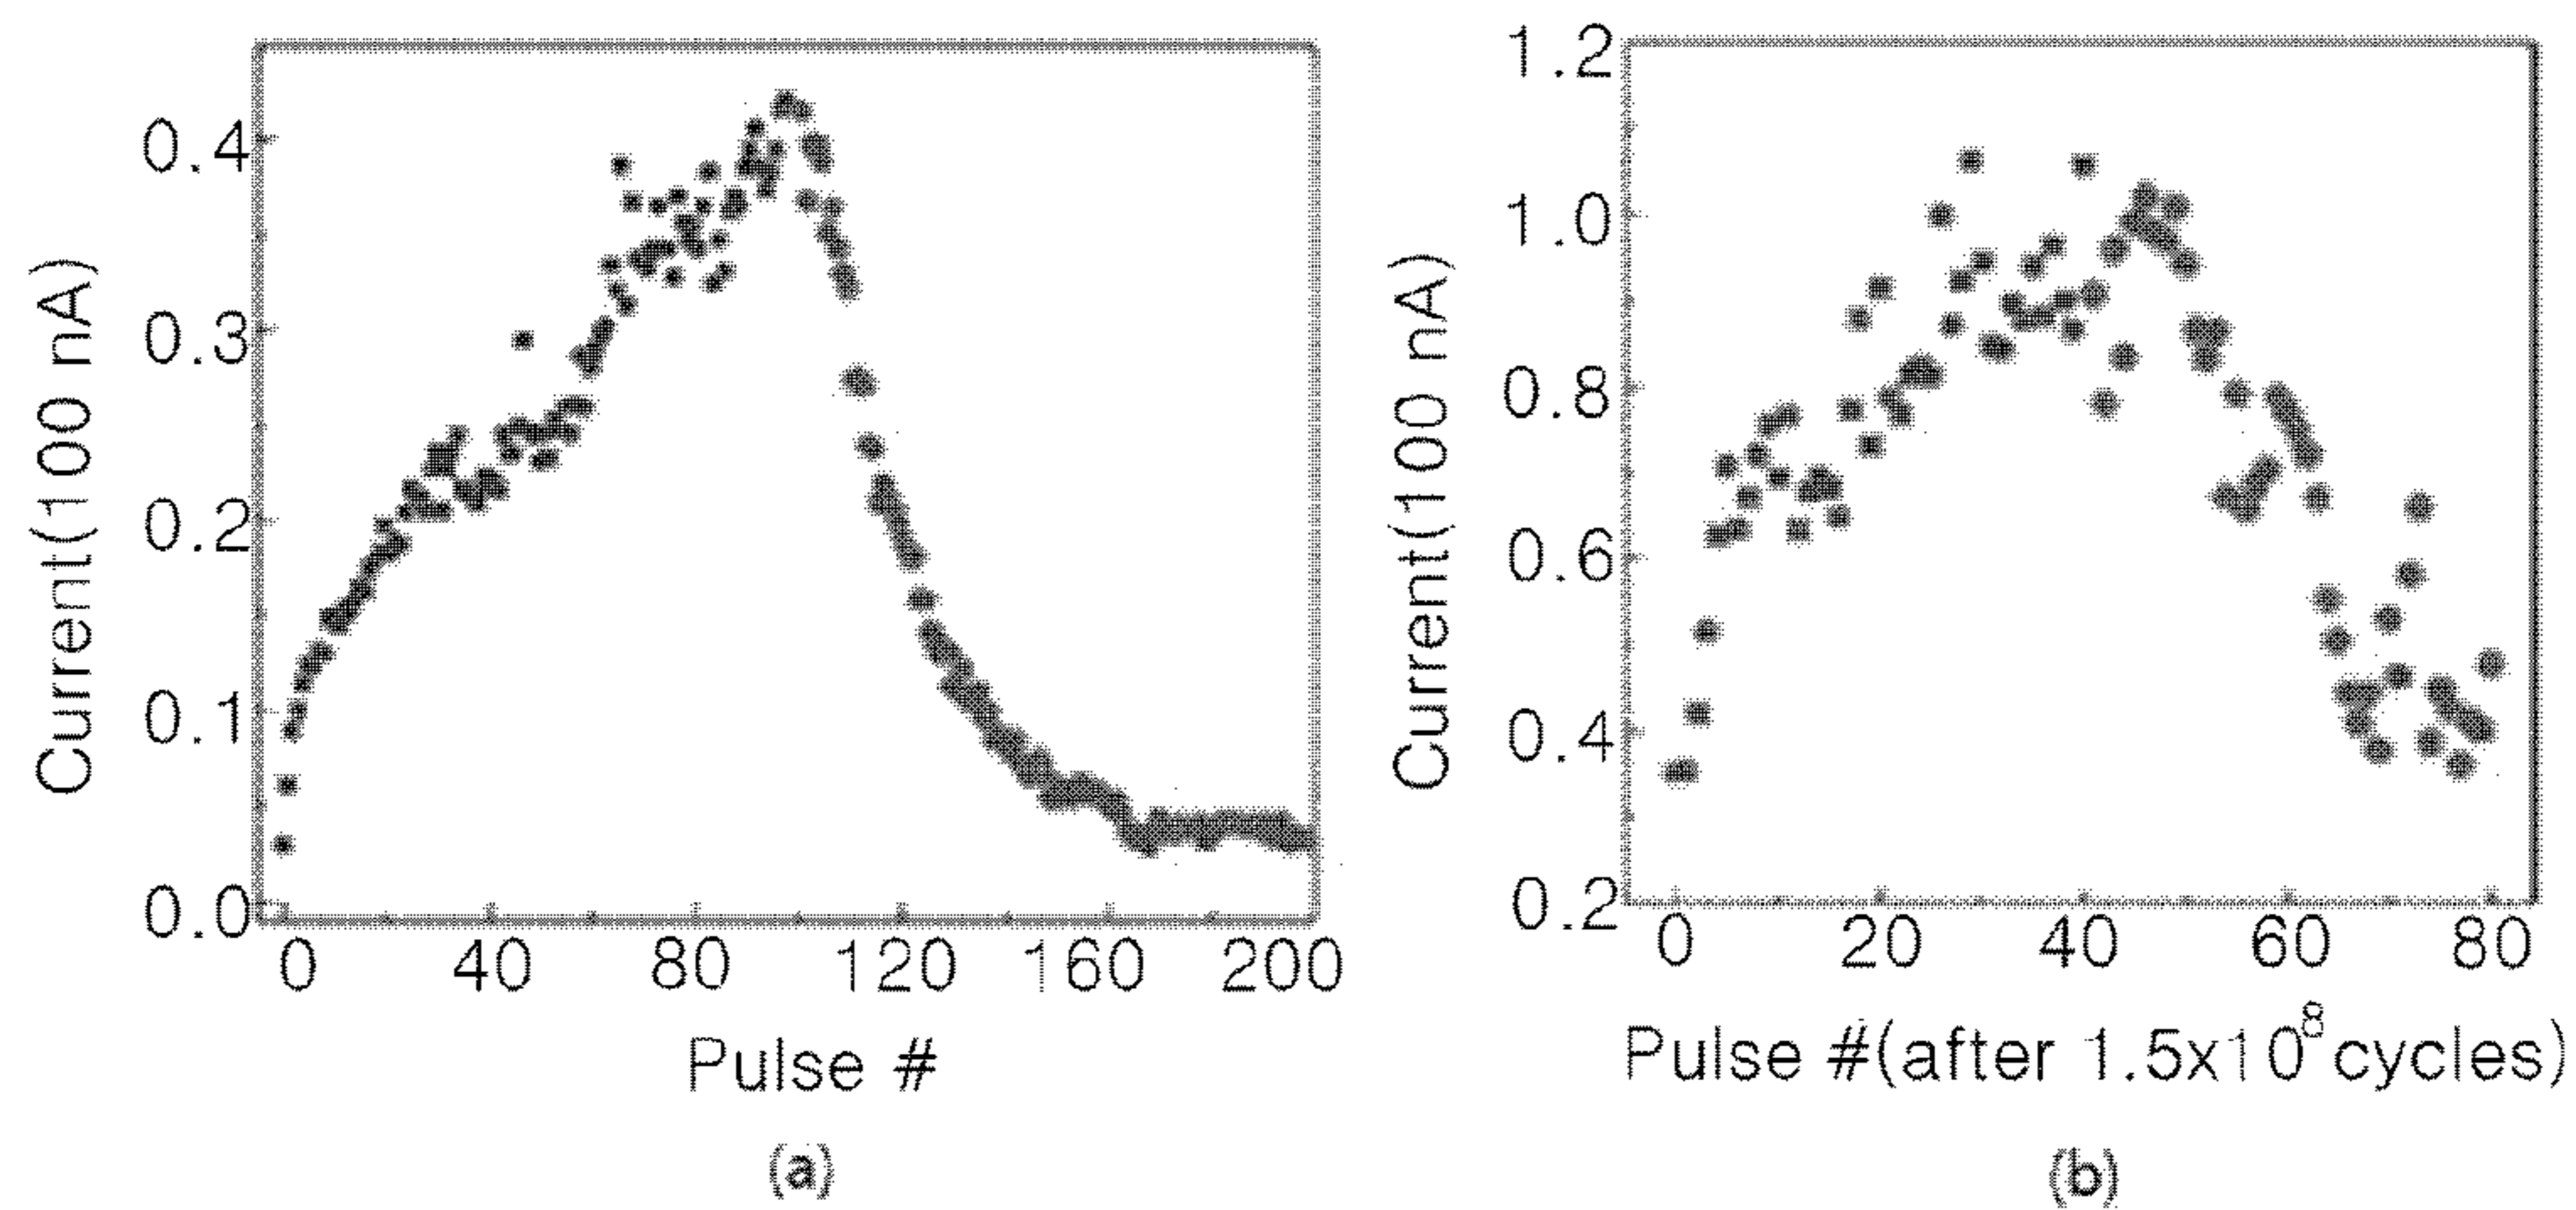 Current(100 nA)
0.4
0.3
0.2
0.1
0.0
0 40 80 120 160 200
Pulse #
(a)
Current(100 nA)
1.2
1.0
0.8
0.6
0.4
0.2
0 20 40 60 80
Pulse #(after 1.5x10⁸cycles)
(b)